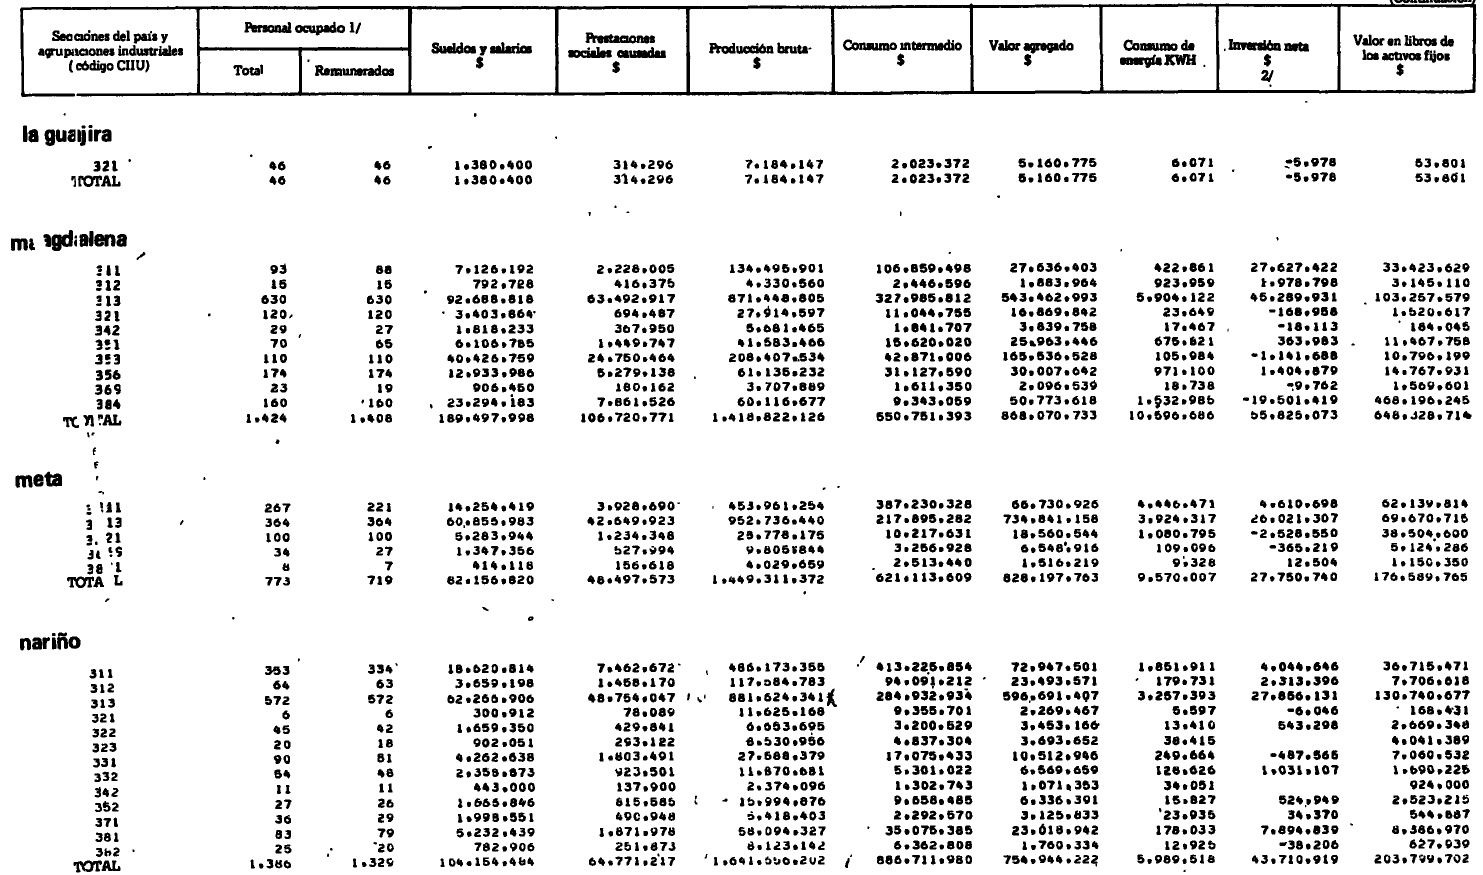 (Continuación)
Secciones del país y agrupaciones industriales (código CIIU) Personal ocupado 1/ Total Remunerados Sueldos y salarios $ Prestaciones sociales causadas $ Producción bruta $ Consumo intermedio $ Valor agregado $ Consumo de energía KWH Inversión neta $ 2/ Valor en libros de los activos fijos $
la guajira
321 46 46 1.380.400 314.296 7.184.147 2.023.372 5.160.775 6.071 -5.978 53.801
TOTAL 46 46 1.380.400 314.296 7.184.147 2.023.372 5.160.775 6.071 -5.978 53.801
magdalena
311 93 88 7.126.192 2.228.005 134.495.901 106.859.498 27.636.403 422.861 27.627.422 33.423.629
312 15 15 792.728 416.375 4.330.560 2.446.596 1.883.964 923.959 1.978.798 3.145.110
313 630 630 92.688.818 63.492.917 871.448.805 327.985.812 543.462.993 5.904.122 45.289.931 103.257.579
321 120 120 3.403.864 694.487 27.914.597 11.044.755 16.869.842 23.649 -168.958 1.520.617
342 29 27 1.818.233 367.950 5.681.465 1.841.707 3.839.758 17.467 -18.113 184.045
351 70 65 6.106.785 1.449.747 41.583.466 15.620.020 25.963.446 675.821 363.983 11.467.758
353 110 110 40.426.759 24.750.464 208.407.534 42.871.006 165.536.528 105.984 -1.141.688 10.796.199
356 174 174 12.933.986 5.279.138 61.135.232 31.127.590 30.007.642 971.100 1.404.879 14.767.931
369 23 19 906.450 180.162 3.707.889 1.611.350 2.096.539 18.738 -9.762 1.569.601
384 160 160 23.294.183 7.861.526 60.116.677 9.343.059 50.773.618 1.532.985 -19.501.419 468.196.245
TOTAL 1.424 1.408 189.497.998 106.720.771 1.418.822.126 550.751.393 868.070.733 10.596.686 55.825.073 648.328.714
meta
311 267 221 14.254.419 3.928.690 453.961.254 387.230.328 66.730.926 4.446.471 4.610.698 62.139.814
313 364 364 60.855.983 42.649.923 952.736.440 217.895.282 734.841.158 3.924.317 26.021.307 69.670.715
321 100 100 5.283.944 1.234.348 28.778.175 10.217.631 18.560.544 1.080.795 -2.528.550 38.504.600
369 34 27 1.347.356 527.994 9.805.844 3.256.928 6.548.916 109.096 -365.219 5.124.286
381 8 7 414.118 156.618 4.029.659 2.513.440 1.516.219 9.328 12.504 1.150.350
TOTAL 773 719 82.156.820 48.497.573 1.449.311.372 621.113.609 828.197.763 9.570.007 27.750.740 176.589.765
nariño
311 353 334 18.620.814 7.462.672 486.173.355 413.225.854 72.947.501 1.851.911 4.044.646 36.715.471
312 64 63 3.659.198 1.458.170 117.584.783 94.091.212 23.493.571 179.731 2.313.396 7.706.818
313 572 572 62.266.906 48.754.047 881.624.341 284.932.934 596.691.407 3.257.393 27.856.131 130.740.677
321 6 6 300.912 78.089 11.625.168 9.355.701 2.269.467 5.597 -6.046 168.431
322 45 42 1.659.350 429.841 6.653.695 3.200.529 3.453.166 13.410 543.298 2.669.348
323 20 18 902.051 293.122 8.530.956 4.837.304 3.693.652 38.415 4.041.389
331 90 81 4.262.638 1.803.491 27.588.379 17.075.433 10.512.946 249.664 -487.565 7.060.532
332 54 48 2.358.873 923.501 11.870.681 5.301.022 6.569.659 128.626 1.031.107 1.690.225
342 11 11 443.000 137.900 2.374.096 1.302.743 1.071.353 34.051 924.000
352 27 26 1.665.846 815.585 15.994.876 9.658.485 6.336.391 15.827 524.949 2.523.215
371 36 29 1.998.551 490.948 5.418.403 2.292.570 3.125.833 23.935 34.370 544.887
381 83 79 5.232.439 1.871.978 58.094.327 35.075.385 23.018.942 178.033 7.894.839 8.386.970
382 25 20 782.906 251.873 8.123.142 6.362.808 1.760.334 12.925 -38.206 627.939
TOTAL 1.386 1.329 104.154.484 64.771.217 1.641.656.202 886.711.980 754.944.222 5.989.518 43.710.919 203.799.702